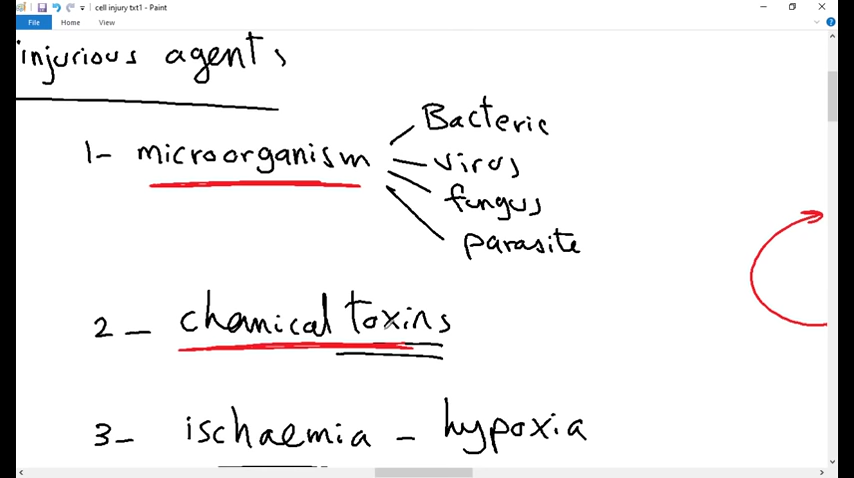 cell injury txt1 - Paint
File Home View
injurious agents
1- microorganism
Bacteria
virus
fungus
parasite
2 - chamical toxins
3- ischaemia - hypoxia